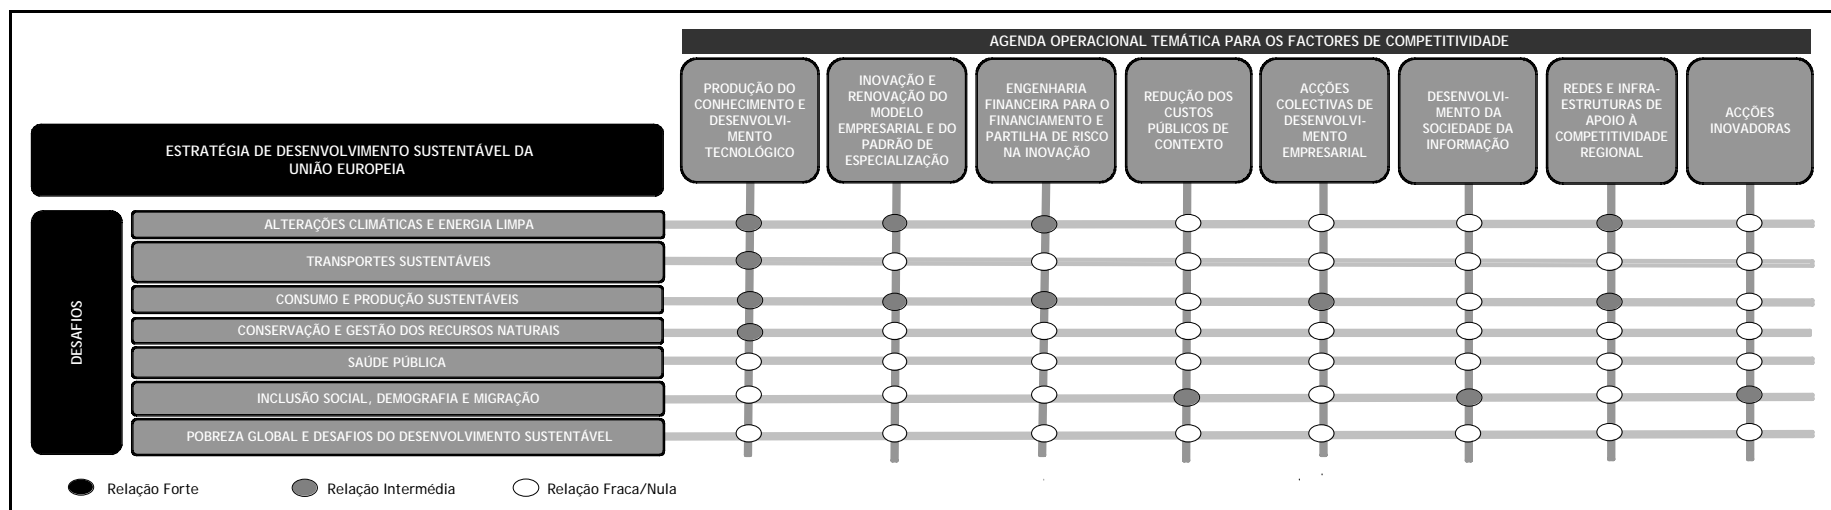 AGENDA OPERACIONAL TEMÁTICA PARA OS FACTORES DE COMPETITIVIDADE
PRODUÇÃO DO
CONHECIMENTO E
DESENVOLVI-
MENTO
TECNOLÓGICO
INOVAÇÃO E
RENOVAÇÃO DO
MODELO
EMPRESARIAL E DO
PADRÃO DE
ESPECIALIZAÇÃO
ENGENHARIA
FINANCEIRA PARA O
FINANCIAMENTO E
PARTILHA DE RISCO
NA INOVAÇÃO
REDUÇÃO DOS
CUSTOS
PÚBLICOS DE
CONTEXTO
ACÇÕES
COLECTIVAS DE
DESENVOLVI-
MENTO
EMPRESARIAL
DESENVOLVI-
MENTO DA
SOCIEDADE DA
INFORMAÇÃO
REDES E INFRA-
ESTRUTURAS DE
APOIO À
COMPETITIVIDADE
REGIONAL
ACÇÕES
INOVADORAS
ESTRATÉGIA DE DESENVOLVIMENTO SUSTENTÁVEL DA
UNIÃO EUROPEIA
DESAFIOS
ALTERAÇÕES CLIMÁTICAS E ENERGIA LIMPA
TRANSPORTES SUSTENTÁVEIS
CONSUMO E PRODUÇÃO SUSTENTÁVEIS
CONSERVAÇÃO E GESTÃO DOS RECURSOS NATURAIS
SAÚDE PÚBLICA
INCLUSÃO SOCIAL, DEMOGRAFIA E MIGRAÇÃO
POBREZA GLOBAL E DESAFIOS DO DESENVOLVIMENTO SUSTENTÁVEL
Relação Forte
Relação Intermédia
Relação Fraca/Nula